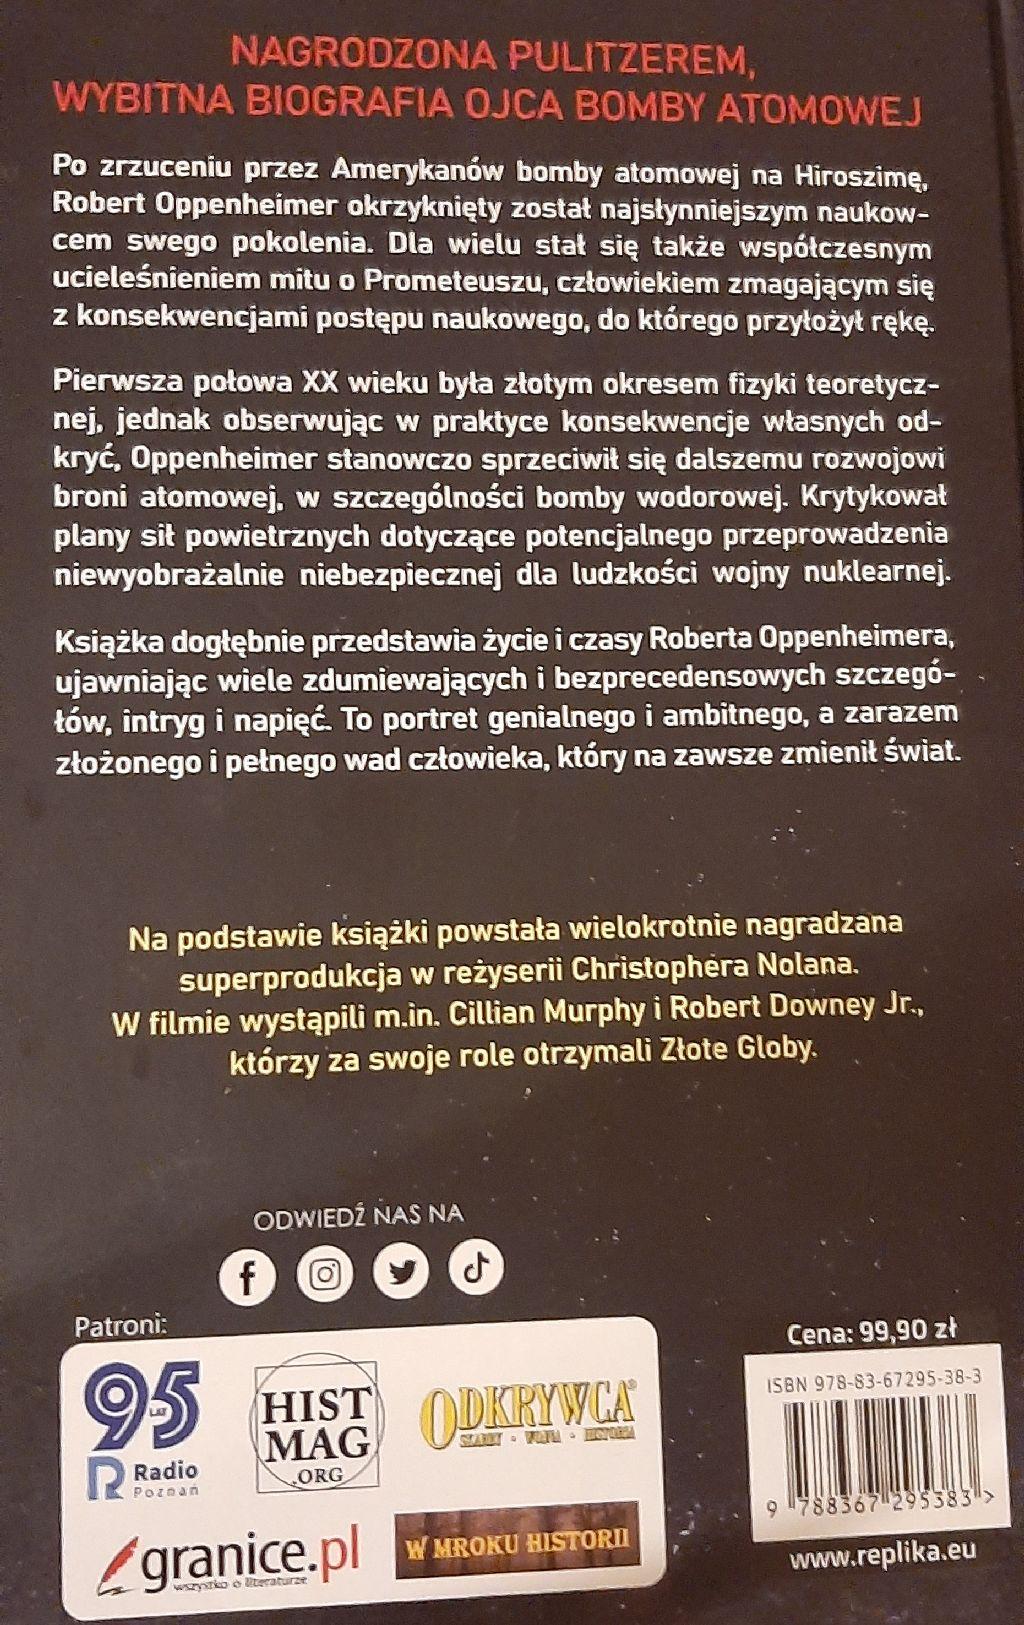 NAGRODZONA PULITZEREM,
WYBITNA BIOGRAFIA OJCA BOMBY ATOMOWEJ
Po zrzuceniu przez Amerykanów bomby atomowej na Hiroszimę,
Robert Oppenheimer okrzyknięty został najsłynniejszym naukow-
cem swego pokolenia. Dla wielu stał się także współczesnym
ucieleśnieniem mitu o Prometeuszu, człowiekiem zmagającym się
z konsekwencjami postępu naukowego, do którego przyłożył rękę.
Pierwsza połowa XX wieku była złotym okresem fizyki teoretycz-
nej, jednak obserwując w praktyce konsekwencje własnych od-
kryć, Oppenheimer stanowczo sprzeciwił się dalszemu rozwojowi
broni atomowej, w szczególności bomby wodorowej. Krytykował
plany sił powietrznych dotyczące potencjalnego przeprowadzenia
niewyobrażalnie niebezpiecznej dla ludzkości wojny nuklearnej.
Książka dogłębnie przedstawia życie i czasy Roberta Oppenheimera,
ujawniając wiele zdumiewających i bezprecedensowych szczegó-
łów, intryg i napięć. To portret genialnego i ambitnego, a zarazem
złożonego i pełnego wad człowieka, który na zawsze zmienił świat.
Na podstawie książki powstała wielokrotnie nagradzana
superprodukcja w reżyserii Christophera Nolana.
W filmie wystąpili m.in. Cillian Murphy i Robert Downey Jr.,
którzy za swoje role otrzymali Złote Globy.
ODWIEDŹ NAS NA
Patroni:
95
LAT
Radio
Poznań
HIST
MAG
.ORG
ODKRYWCA®
SKARBY • WOJNA • HISTORIA
granice.pl
wszystko o literaturze
W MROKU HISTORII
Cena: 99,90 zł
ISBN 978-83-67295-38-3
9 788367 295383 >
www.replika.eu